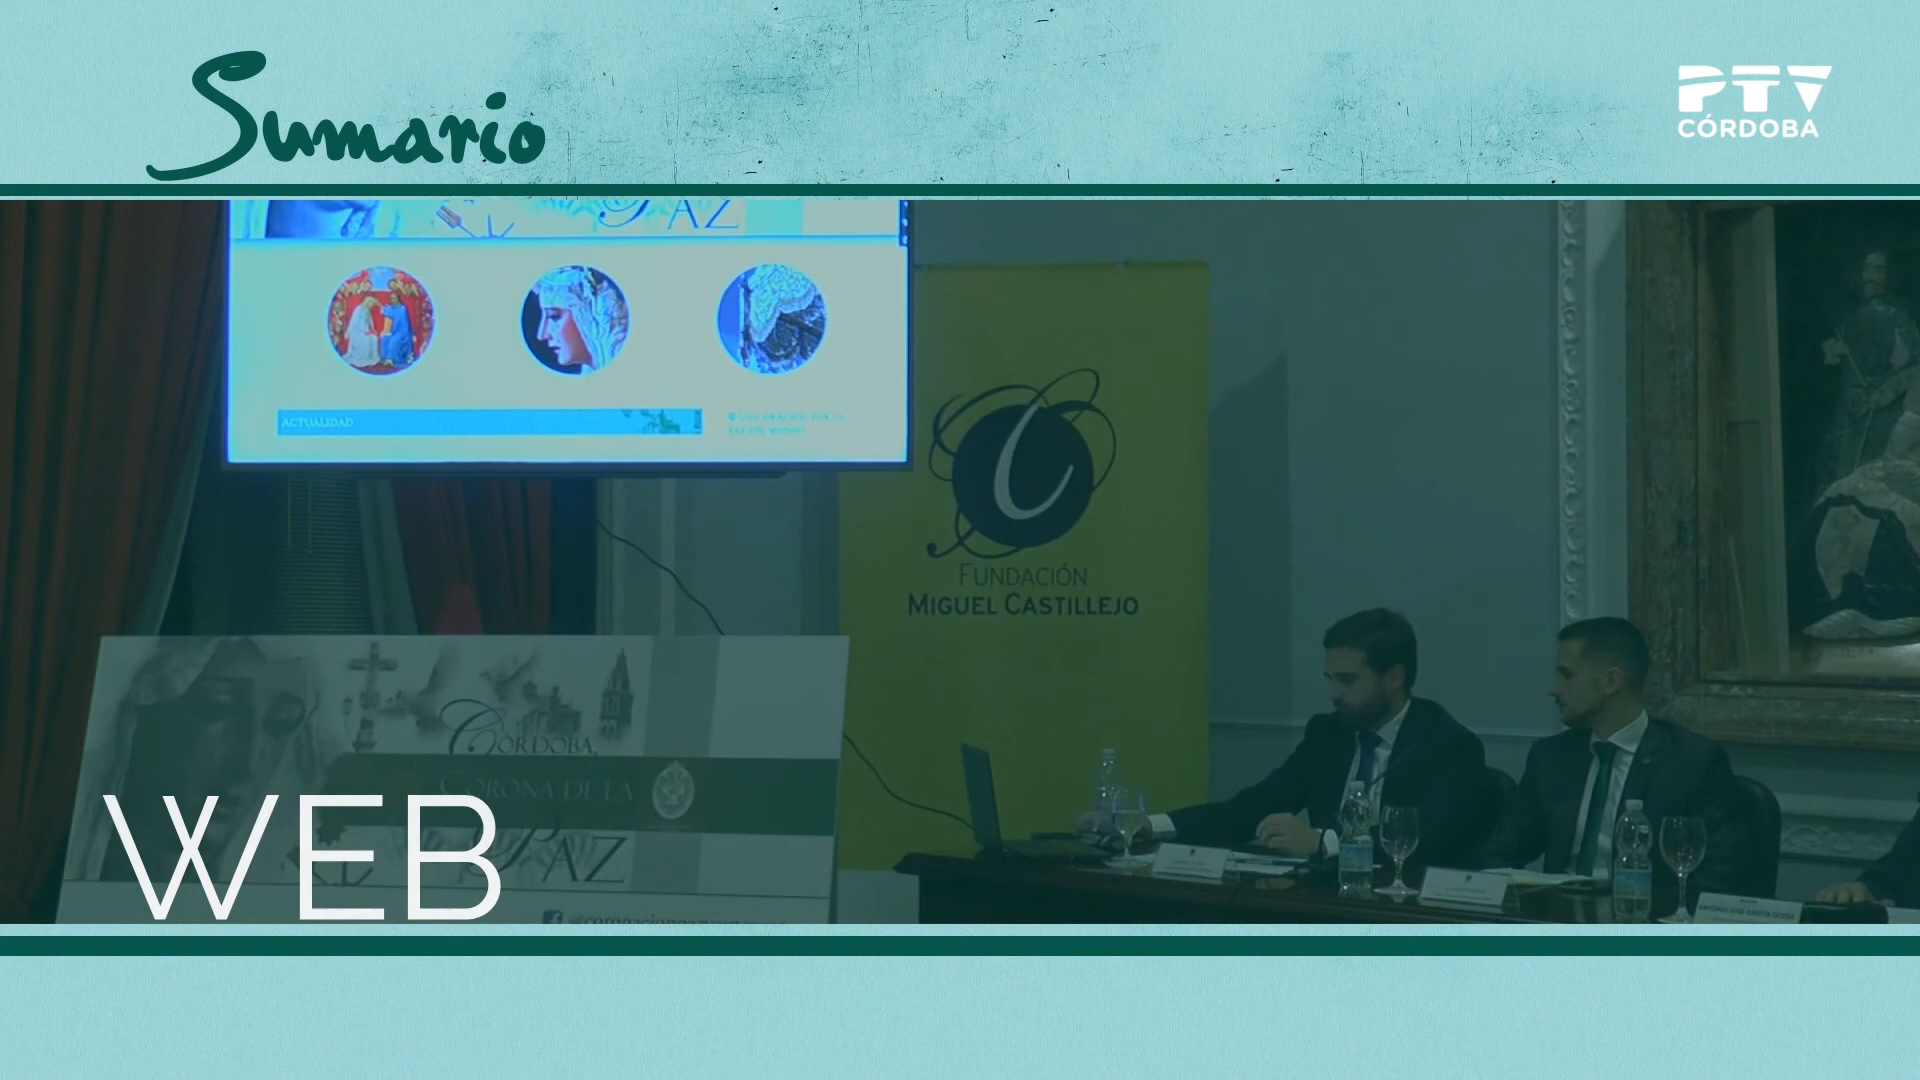 Sumario
PTV
CÓRDOBA
PAZ
ACTUALIDAD
FUNDACIÓN
MIGUEL CASTILLEJO
CÓRDOBA,
CORONA DE LA
PAZ
WEB